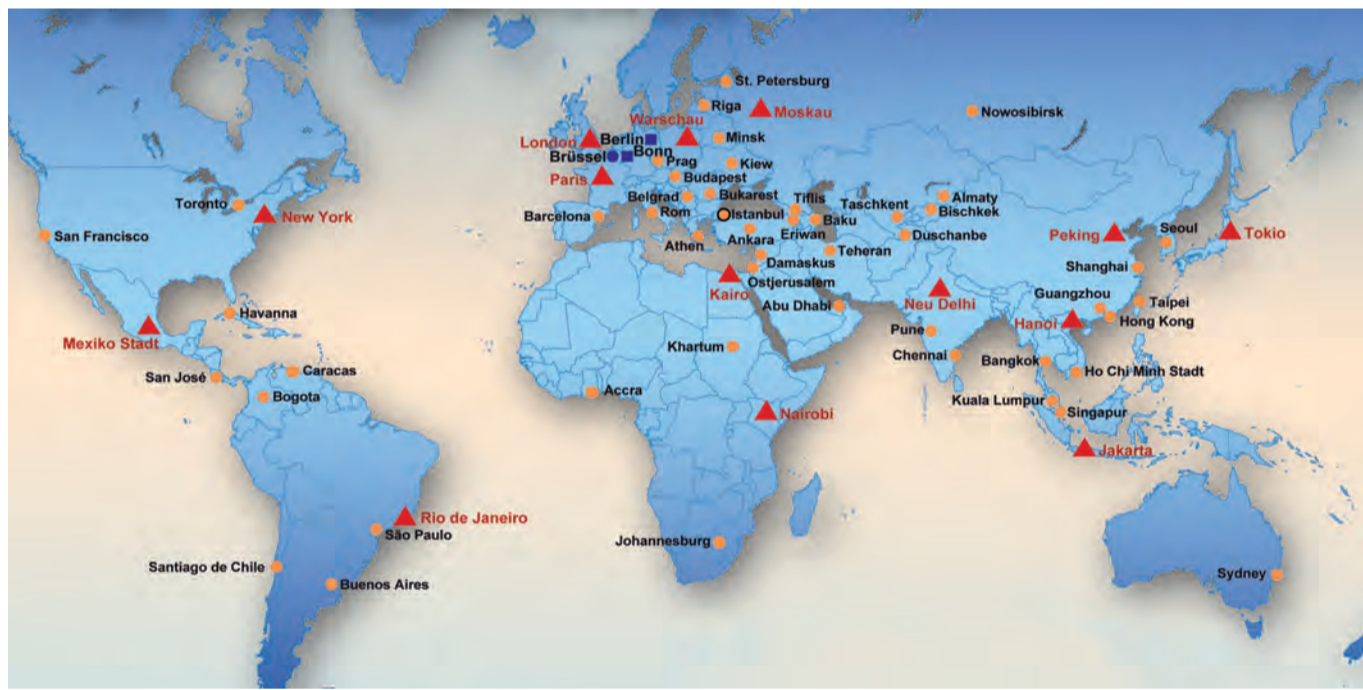 St. Petersburg
Riga
Moskau
Nowosibirsk
Warschau
London
Berlin
Minsk
Brüssel
Bonn
Prag
Kiew
Paris
Budapest
Belgrad
Bukarest
Tiflis
Taschkent
Almaty
Bischkek
Toronto
New York
Barcelona
Rom
Istanbul
Baku
Eriwan
Duschanbe
San Francisco
Athen
Ankara
Teheran
Peking
Seoul
Tokio
Damaskus
Shanghai
Ostjerusalem
Kairo
Abu Dhabi
Neu Delhi
Guangzhou
Taipei
Havanna
Hanoi
Hong Kong
Mexiko Stadt
Pune
Khartum
Chennai
Bangkok
San José
Caracas
Ho Chi Minh Stadt
Bogota
Accra
Kuala Lumpur
Singapur
Nairobi
Jakarta
Rio de Janeiro
São Paulo
Johannesburg
Santiago de Chile
Buenos Aires
Sydney